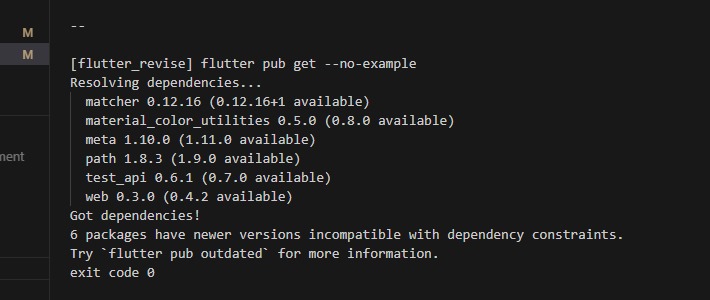 --
M
M
[flutter_revise] flutter pub get --no-example
Resolving dependencies...
matcher 0.12.16 (0.12.16+1 available)
material_color_utilities 0.5.0 (0.8.0 available)
meta 1.10.0 (1.11.0 available)
path 1.8.3 (1.9.0 available)
ment
test_api 0.6.1 (0.7.0 available)
web 0.3.0 (0.4.2 available)
Got dependencies!
6 packages have newer versions incompatible with dependency constraints.
Try `flutter pub outdated` for more information.
exit code 0